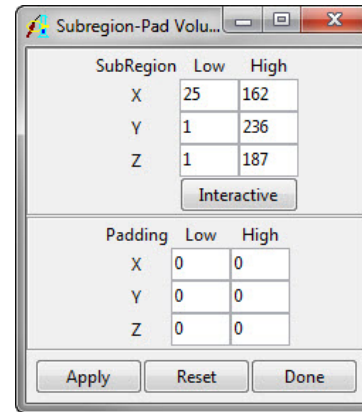 Subregion-Pad Volu...
SubRegion Low High
X 25 162
Y 1 236
Z 1 187
Interactive
Padding Low High
X 0 0
Y 0 0
Z 0 0
Apply Reset Done